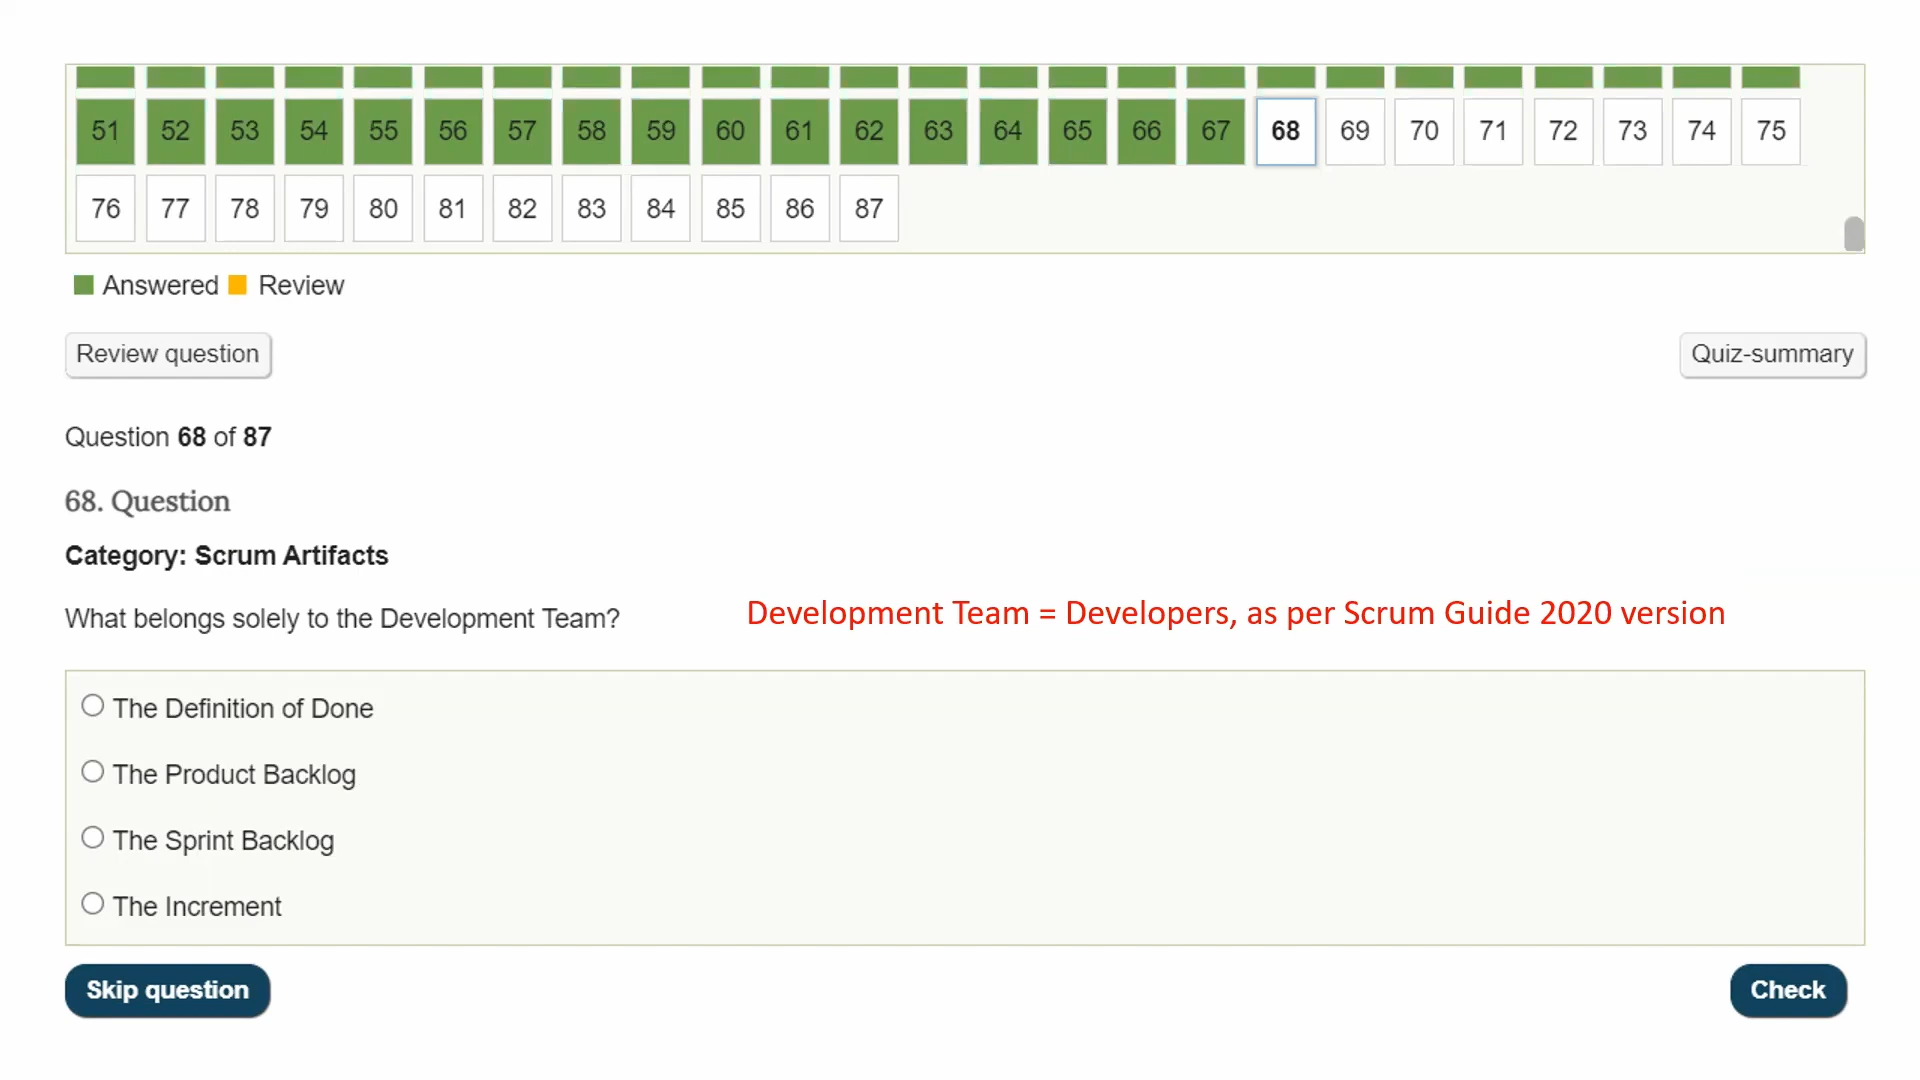 51 52 53 54 55 56 57 58 59 60 61 62 63 64 65 66 67 68 69 70 71 72 73 74 75
76 77 78 79 80 81 82 83 84 85 86 87
Answered Review
Review question
Quiz-summary
Question 68 of 87
68. Question
Category: Scrum Artifacts
What belongs solely to the Development Team?
Development Team = Developers, as per Scrum Guide 2020 version
The Definition of Done
The Product Backlog
The Sprint Backlog
The Increment
Skip question
Check